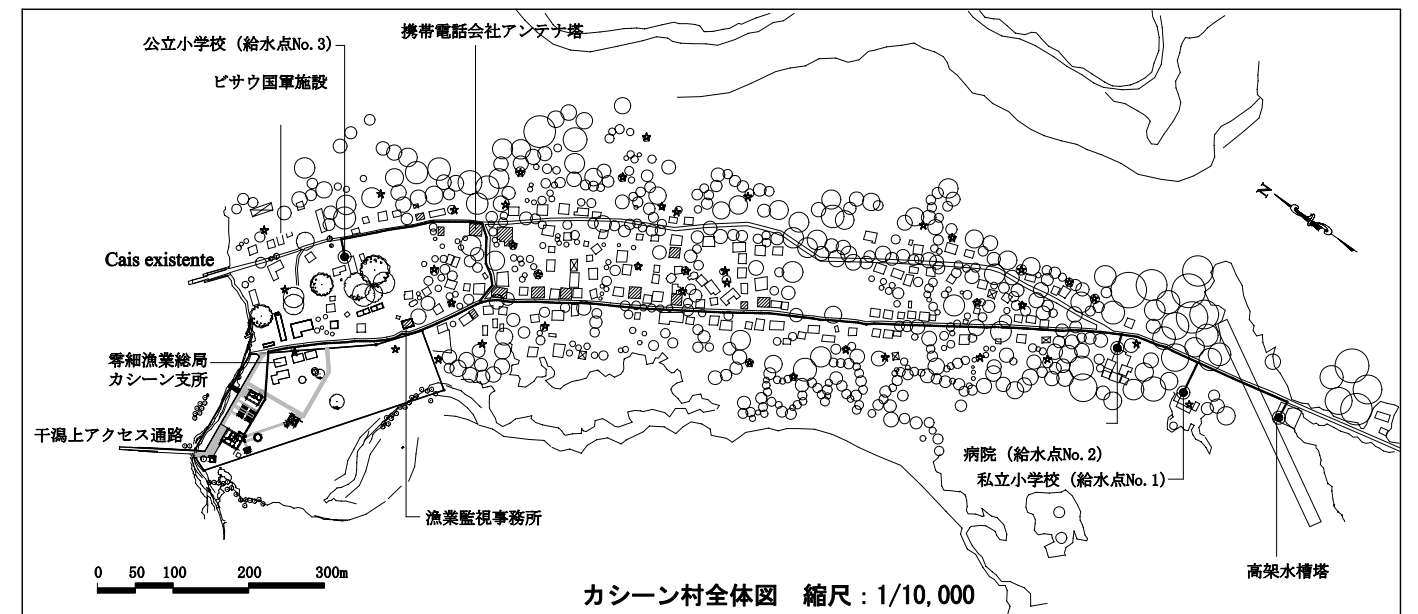 携帯電話会社アンテナ塔
公立小学校（給水点No.3）
ビサウ国軍施設
N
Cais existente
零細漁業総局
カシーン支所
干潟上アクセス通路
病院（給水点No.2）
私立小学校（給水点No.1）
漁業監視事務所
高架水槽塔
0 50 100 200 300m
カシーン村全体図 縮尺：1/10,000